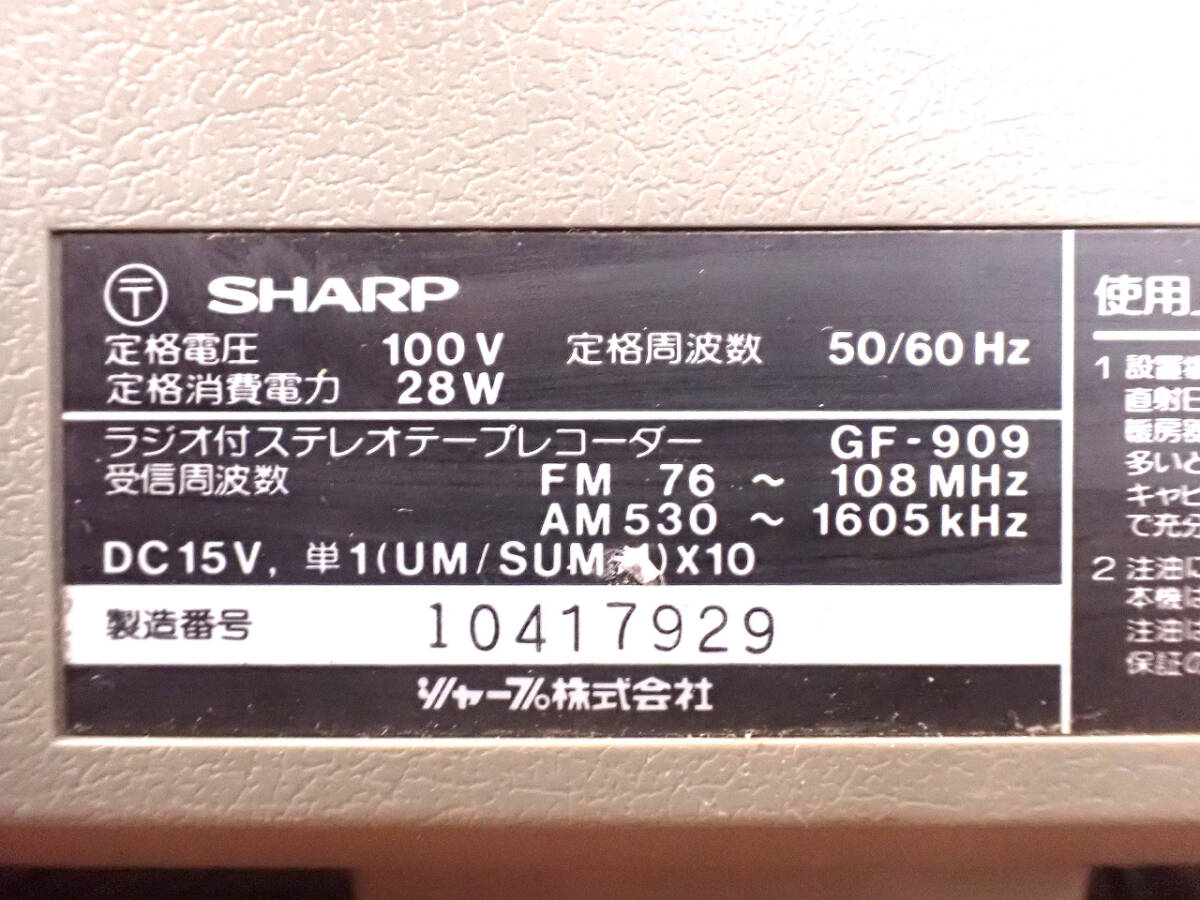 〒 SHARP
定格電圧 100V 定格周波数 50/60Hz
定格消費電力 28W
ラジオ付ステレオテープレコーダー GF-909
受信周波数 FM 76 ~ 108MHz
AM 530 ~ 1605kHz
DC15V, 単1(UM/SUM )X10
製造番号 10417929
シャープ株式会社
使用
1 設置
直射日
暖房器
多いと
キャビ
で充分
2 注油に
本機は
注油に
保証の